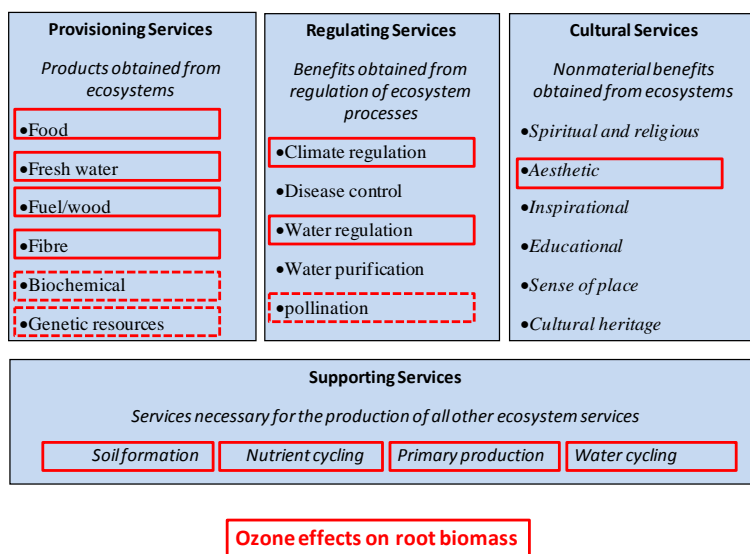 Provisioning Services
Products obtained from
ecosystems
•Food
•Fresh water
•Fuel/wood
•Fibre
•Biochemical
•Genetic resources
Regulating Services
Benefits obtained from
regulation of ecosystem
processes
•Climate regulation
•Disease control
•Water regulation
•Water purification
•pollination
Cultural Services
Nonmaterial benefits
obtained from ecosystems
•Spiritual and religious
•Aesthetic
•Inspirational
•Educational
•Sense of place
•Cultural heritage
Supporting Services
Services necessary for the production of all other ecosystem services
Soil formation Nutrient cycling Primary production Water cycling
Ozone effects on root biomass